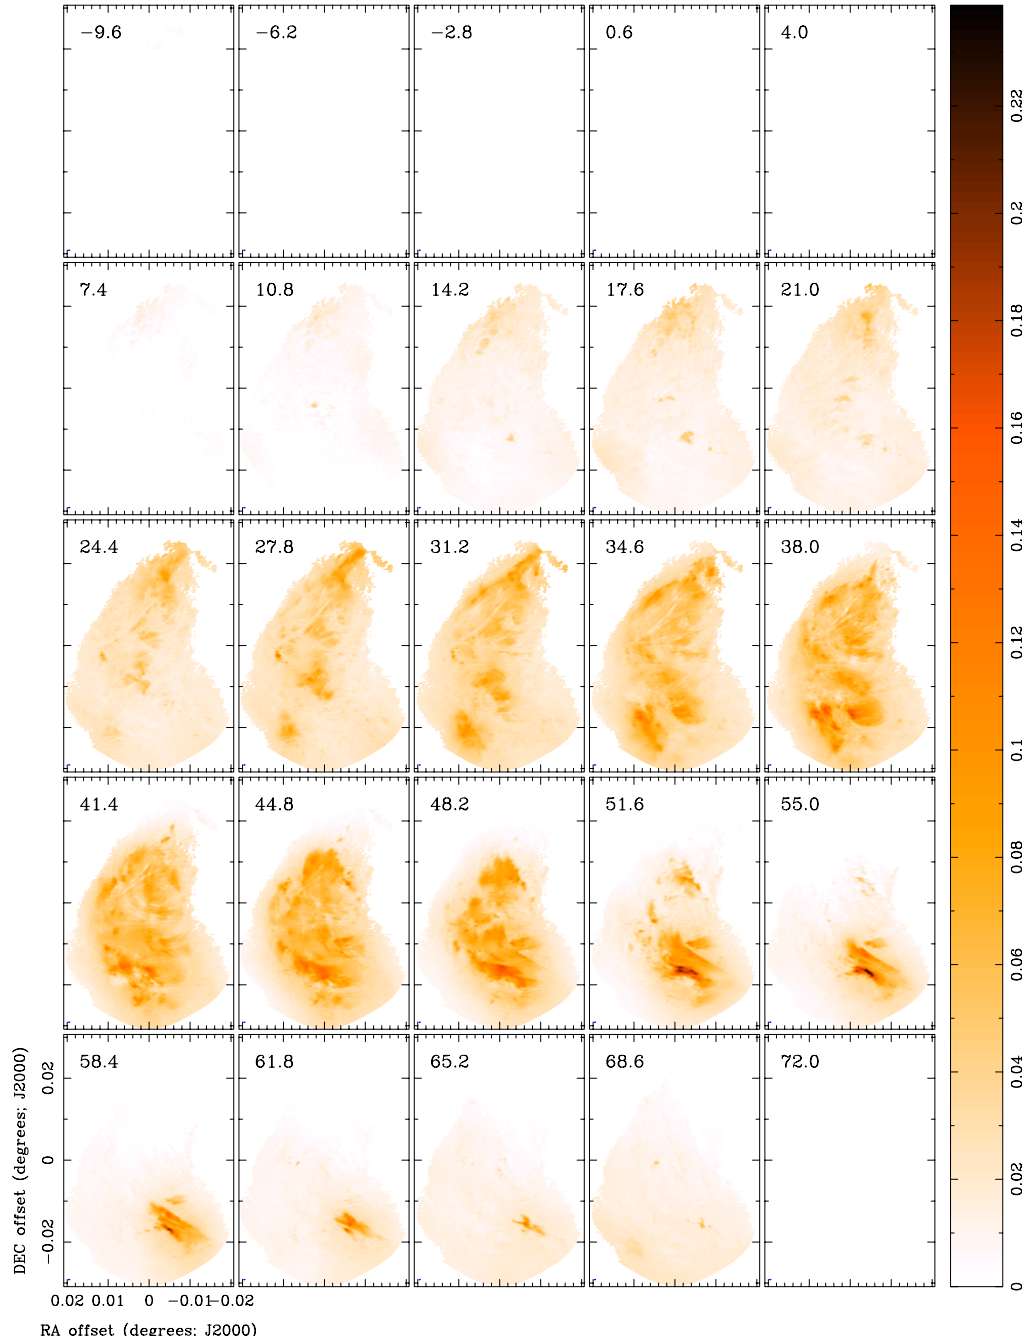 −9.6 −6.2 −2.8 0.6 4.0
7.4 10.8 14.2 17.6 21.0
24.4 27.8 31.2 34.6 38.0
41.4 44.8 48.2 51.6 55.0
58.4 61.8 65.2 68.6 72.0
0.02 0.01 0 −0.01−0.02
RA offset (degrees; J2000)
DEC offset (degrees; J2000)
0.02
0
−0.02
0.22
0.2
0.18
0.16
0.14
0.12
0.1
0.08
0.06
0.04
0.02
0